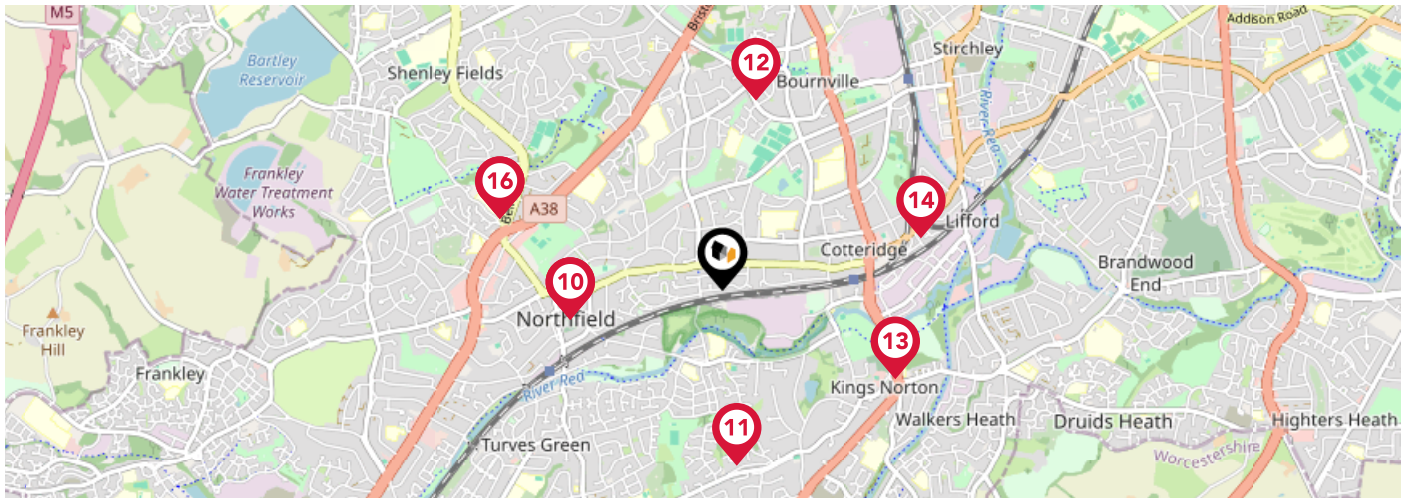 M5
Addison Road
Bristo
Stirchley
Bartley
Reservoir
Shenley Fields
12
Bournville
River Rea
Frankley
Water Treatment
Works
16
A38
14
Lifford
Cotteridge
Brandwood
End
10
Northfield
Frankley
Hill
13
Frankley
River Rea
Kings Norton
Walkers Heath
Druids Heath
Highters Heath
11
Turves Green
Worcestershire